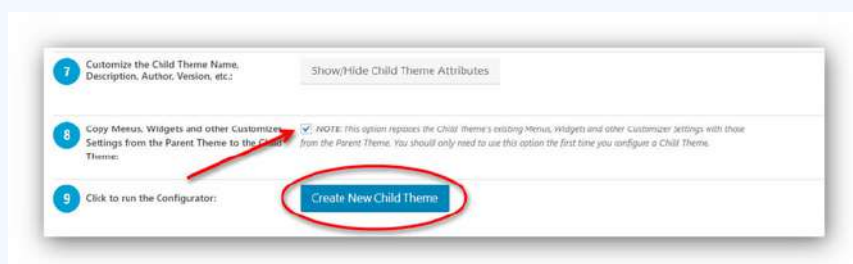 7
Customize the Child Theme Name,
Description, Author, Version, etc.:
Show/Hide Child Theme Attributes
8
Copy Menus, Widgets and other Customizer
Settings from the Parent Theme to the Child
Theme:
NOTE: This option replaces the Child Theme's existing Menus, Widgets and other Customizer Settings with those
from the Parent Theme. You should only need to use this option the first time you configure a Child Theme.
9
Click to run the Configurator:
Create New Child Theme